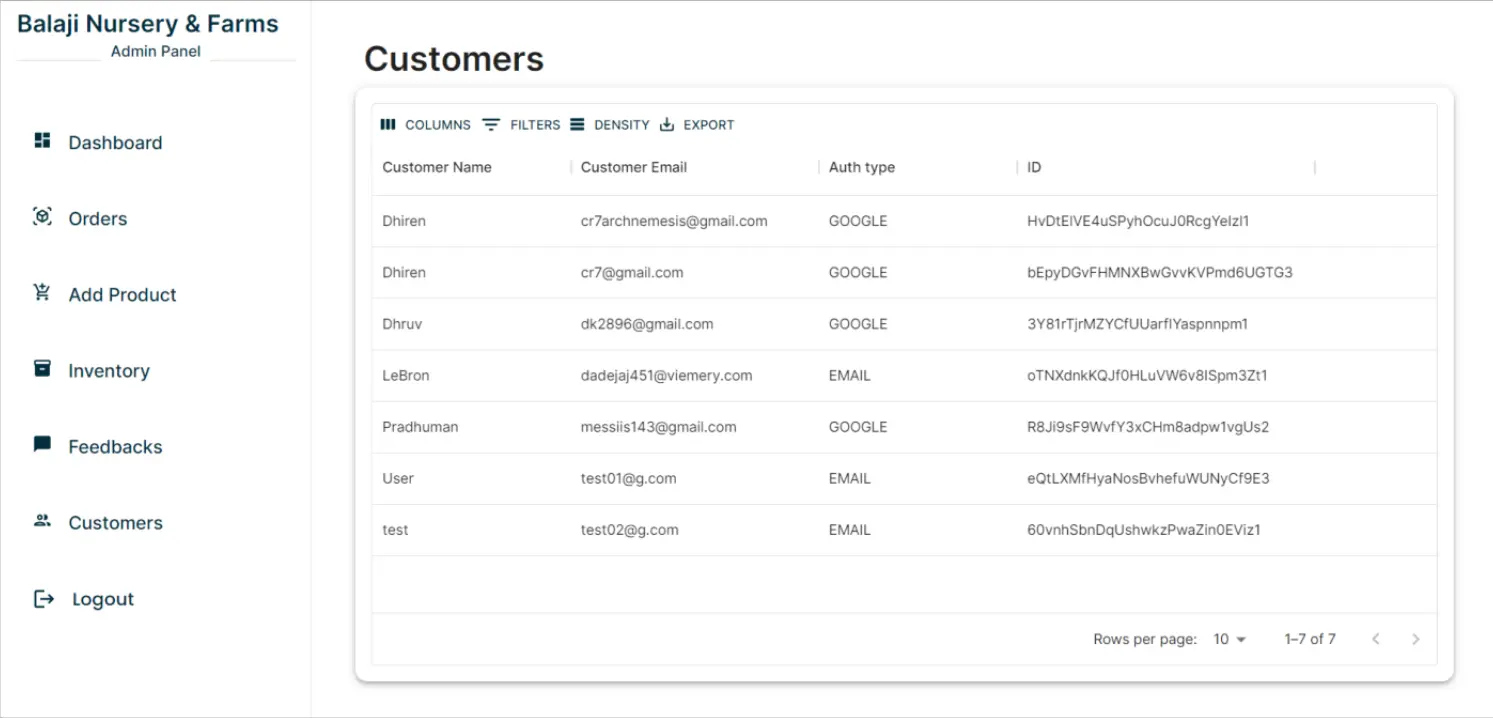 Balaji Nursery & Farms
Admin Panel
Dashboard
Orders
Add Product
Inventory
Feedbacks
Customers
Logout
Customers
COLUMNS FILTERS DENSITY EXPORT
Customer Name Customer Email Auth type ID
Dhiren cr7archnemesis@gmail.com GOOGLE HvDtElVE4uSPyhOcuJ0RcgYeIzl1
Dhiren cr7@gmail.com GOOGLE bEpyDGvFHMNXBwGvvKVPmd6UGTG3
Dhruv dk2896@gmail.com GOOGLE 3Y81rTjrMZYCfUUarflYaspnnpm1
LeBron dadejaj451@viemery.com EMAIL oTNXdnkKQJf0HLuVW6v8ISpm3Zt1
Pradhuman messiis143@gmail.com GOOGLE R8Ji9sF9WvfY3xCHm8adpw1vgUs2
User test01@g.com EMAIL eQtLXMfHyaNosBvhefuWUNyCf9E3
test test02@g.com EMAIL 60vnhSbnDqUshwkzPwaZin0EViz1
Rows per page: 10 1–7 of 7